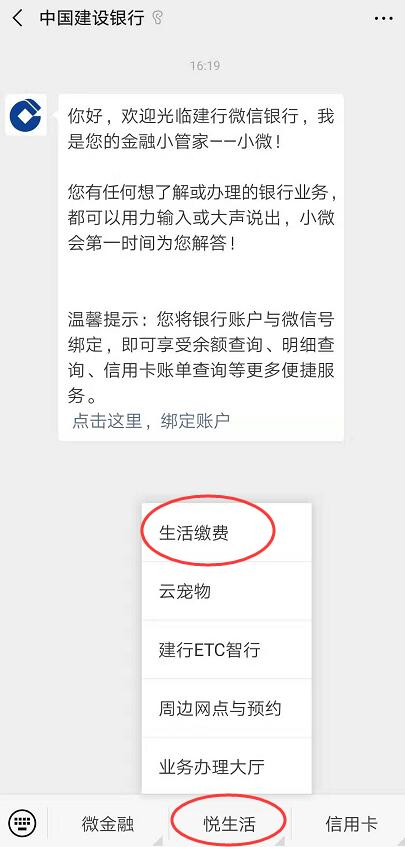 中国建设银行
16:19
你好，欢迎光临建行微信银行，我
是您的金融小管家——小微！
您有任何想了解或办理的银行业务，
都可以用力输入或大声说出，小微
会第一时间为您解答！
温馨提示：您将银行账户与微信号
绑定，即可享受余额查询、明细查
询、信用卡账单查询等更多便捷服
务。
点击这里，绑定账户
生活缴费
云宠物
建行ETC智行
周边网点与预约
业务办理大厅
微金融
悦生活
信用卡